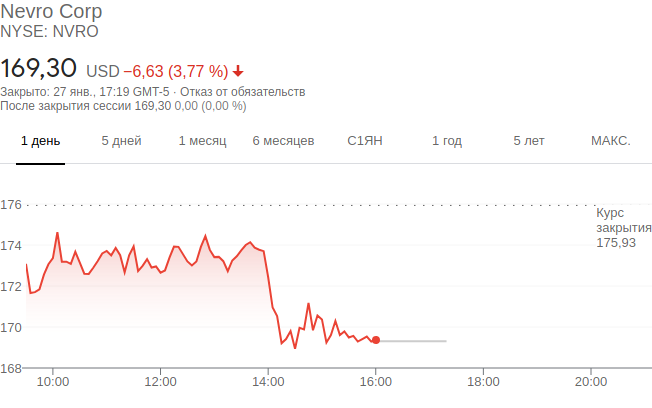 Nevro Corp
NYSE: NVRO
169,30 USD −6,63 (3,77 %)
Закрыто: 27 янв., 17:19 GMT-5 · Отказ от обязательств
После закрытия сессии 169,30 0,00 (0,00 %)
1 день 5 дней 1 месяц 6 месяцев С1ЯН 1 год 5 лет МАКС.
176
Курс
закрытия
175,93
174
172
170
168
10:00 12:00 14:00 16:00 18:00 20:00